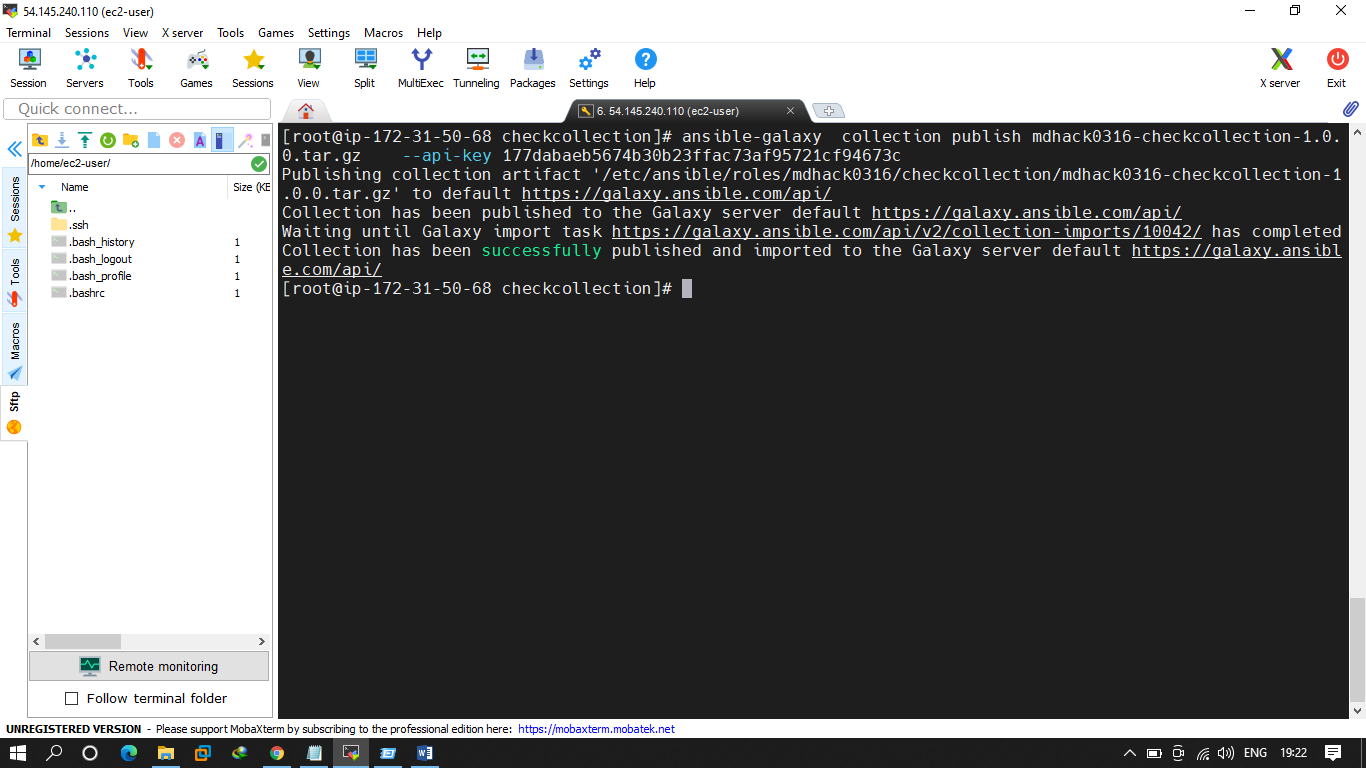 54.145.240.110 (ec2-user)
Terminal Sessions View X server Tools Games Settings Macros Help
Session Servers Tools Games Sessions View Split MultiExec Tunneling Packages Settings Help X server Exit
Quick connect...
6. 54.145.240.110 (ec2-user)
/home/ec2-user/
Name Size (KB
..
.ssh
.bash_history 1
.bash_logout 1
.bash_profile 1
.bashrc 1
Sessions
Tools
Macros
Sftp
[root@ip-172-31-50-68 checkcollection]# ansible-galaxy  collection publish mdhack0316-checkcollection-1.0.
0.tar.gz    --api-key 177dabaeb5674b30b23ffac73af95721cf94673c
Publishing collection artifact '/etc/ansible/roles/mdhack0316/checkcollection/mdhack0316-checkcollection-1
.0.0.tar.gz' to default https://galaxy.ansible.com/api/
Collection has been published to the Galaxy server default https://galaxy.ansible.com/api/
Waiting until Galaxy import task https://galaxy.ansible.com/api/v2/collection-imports/10042/ has completed
Collection has been successfully published and imported to the Galaxy server default https://galaxy.ansibl
e.com/api/
[root@ip-172-31-50-68 checkcollection]#
Remote monitoring
Follow terminal folder
UNREGISTERED VERSION - Please support MobaXterm by subscribing to the professional edition here: https://mobaxterm.mobatek.net
ENG 19:22